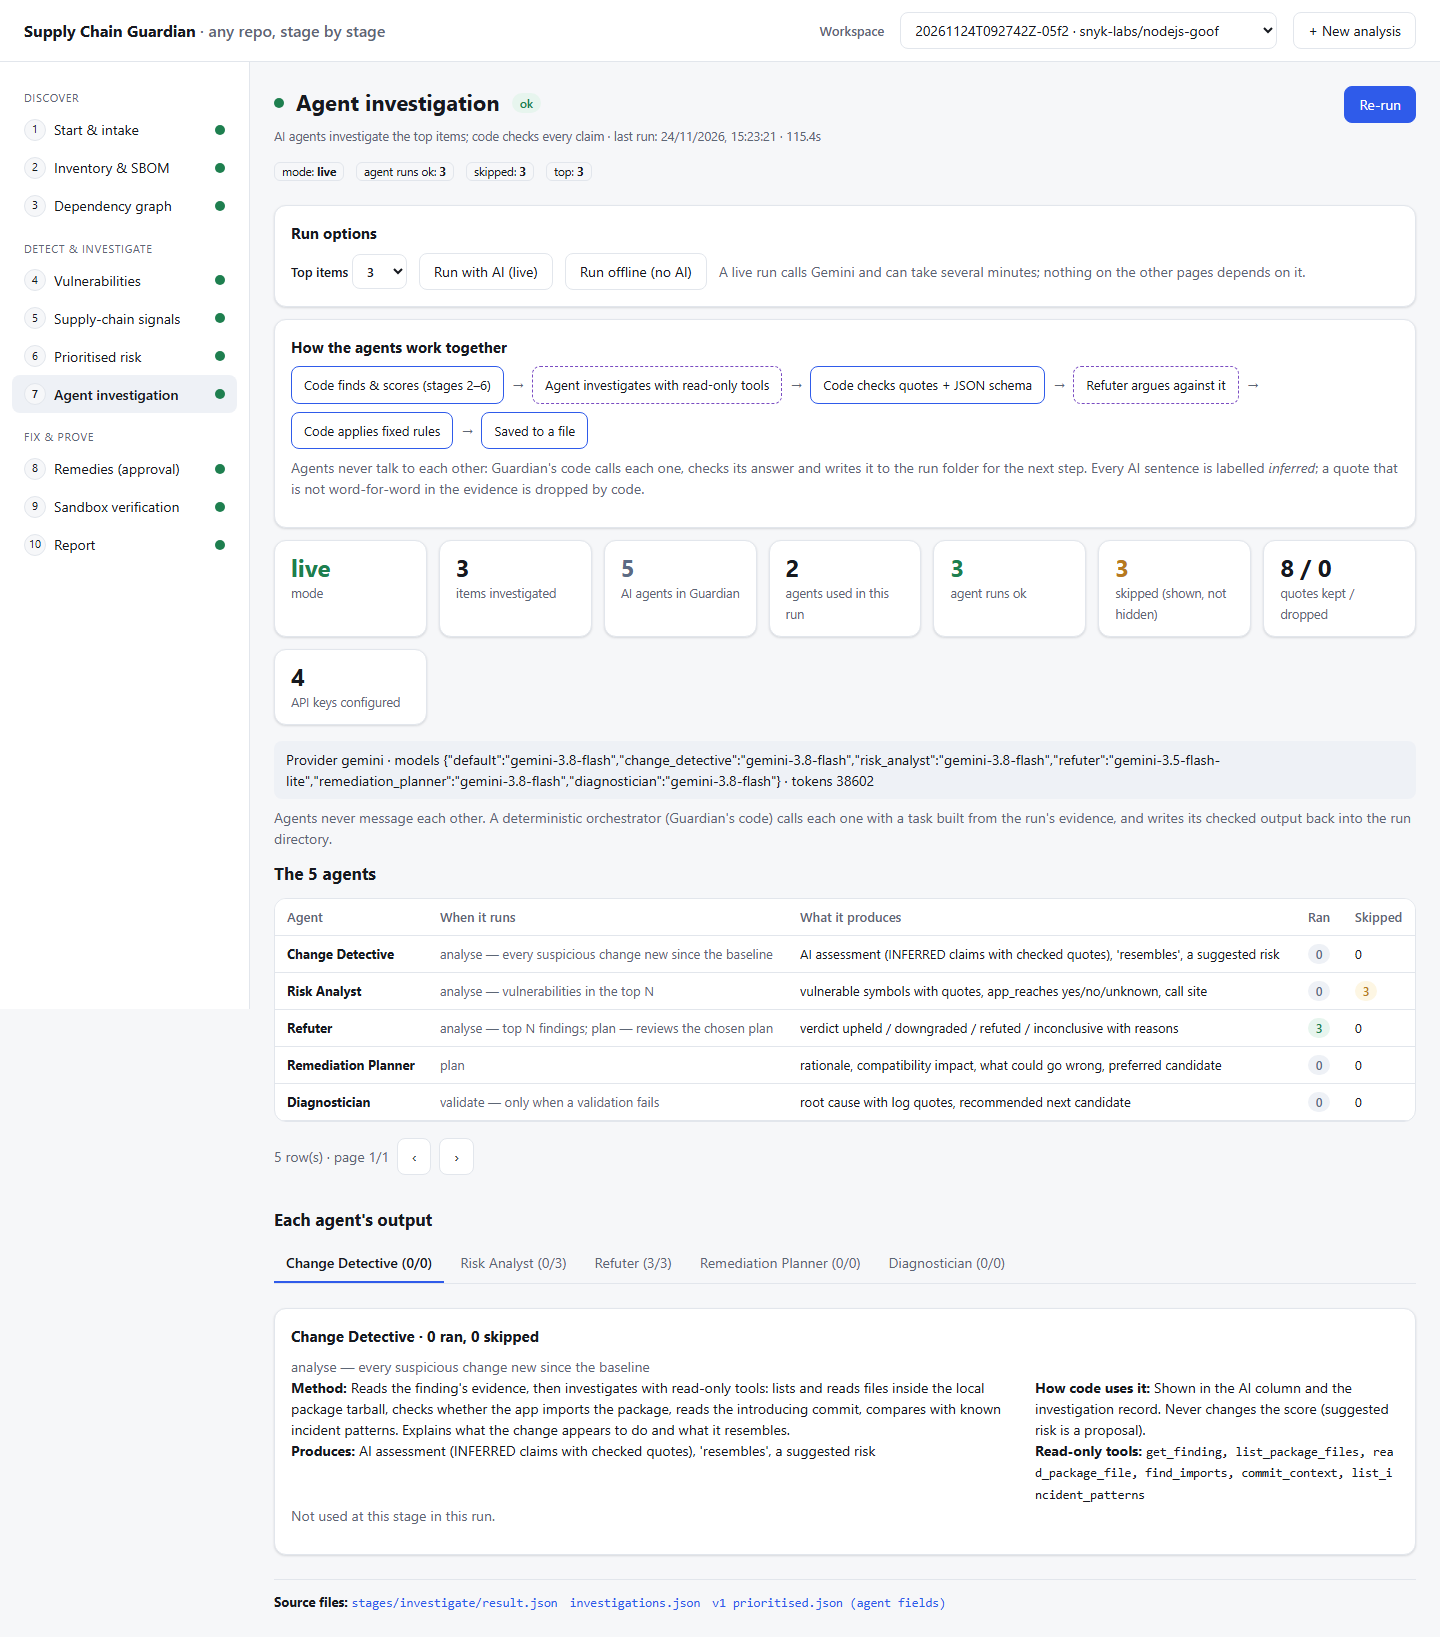 Supply Chain Guardian · any repo, stage by stage
Workspace
20261124T092742Z-05f2 · snyk-labs/nodejs-goof
+ New analysis
DISCOVER
1 Start & intake
2 Inventory & SBOM
3 Dependency graph
DETECT & INVESTIGATE
4 Vulnerabilities
5 Supply-chain signals
6 Prioritised risk
7 Agent investigation
FIX & PROVE
8 Remedies (approval)
9 Sandbox verification
10 Report
Agent investigation ok
Re-run
AI agents investigate the top items; code checks every claim · last run: 24/11/2026, 15:23:21 · 115.4s
mode: live
agent runs ok: 3
skipped: 3
top: 3
Run options
Top items 3 Run with AI (live) Run offline (no AI) A live run calls Gemini and can take several minutes; nothing on the other pages depends on it.
How the agents work together
Code finds & scores (stages 2–6) → Agent investigates with read-only tools → Code checks quotes + JSON schema → Refuter argues against it →
Code applies fixed rules → Saved to a file
Agents never talk to each other: Guardian's code calls each one, checks its answer and writes it to the run folder for the next step. Every AI sentence is labelled inferred; a quote that
is not word-for-word in the evidence is dropped by code.
live
mode
3
items investigated
5
AI agents in Guardian
2
agents used in this
run
3
agent runs ok
3
skipped (shown, not
hidden)
8 / 0
quotes kept /
dropped
4
API keys configured
Provider gemini · models {"default":"gemini-3.8-flash","change_detective":"gemini-3.8-flash","risk_analyst":"gemini-3.8-flash","refuter":"gemini-3.5-flash-
lite","remediation_planner":"gemini-3.8-flash","diagnostician":"gemini-3.8-flash"} · tokens 38602
Agents never message each other. A deterministic orchestrator (Guardian's code) calls each one with a task built from the run's evidence, and writes its checked output back into the run
directory.
The 5 agents
Agent When it runs What it produces Ran Skipped
Change Detective analyse — every suspicious change new since the baseline AI assessment (INFERRED claims with checked quotes), 'resembles', a suggested risk 0 0
Risk Analyst analyse — vulnerabilities in the top N vulnerable symbols with quotes, app_reaches yes/no/unknown, call site 0 3
Refuter analyse — top N findings; plan — reviews the chosen plan verdict upheld / downgraded / refuted / inconclusive with reasons 3 0
Remediation Planner plan rationale, compatibility impact, what could go wrong, preferred candidate 0 0
Diagnostician validate — only when a validation fails root cause with log quotes, recommended next candidate 0 0
5 row(s) · page 1/1 ‹ ›
Each agent's output
Change Detective (0/0) Risk Analyst (0/3) Refuter (3/3) Remediation Planner (0/0) Diagnostician (0/0)
Change Detective · 0 ran, 0 skipped
analyse — every suspicious change new since the baseline
Method: Reads the finding's evidence, then investigates with read-only tools: lists and reads files inside the local
package tarball, checks whether the app imports the package, reads the introducing commit, compares with known
incident patterns. Explains what the change appears to do and what it resembles.
Produces: AI assessment (INFERRED claims with checked quotes), 'resembles', a suggested risk
How code uses it: Shown in the AI column and the
investigation record. Never changes the score (suggested
risk is a proposal).
Read-only tools: get_finding, list_package_files, rea
d_package_file, find_imports, commit_context, list_i
ncident_patterns
Not used at this stage in this run.
Source files: stages/investigate/result.json investigations.json v1 prioritised.json (agent fields)